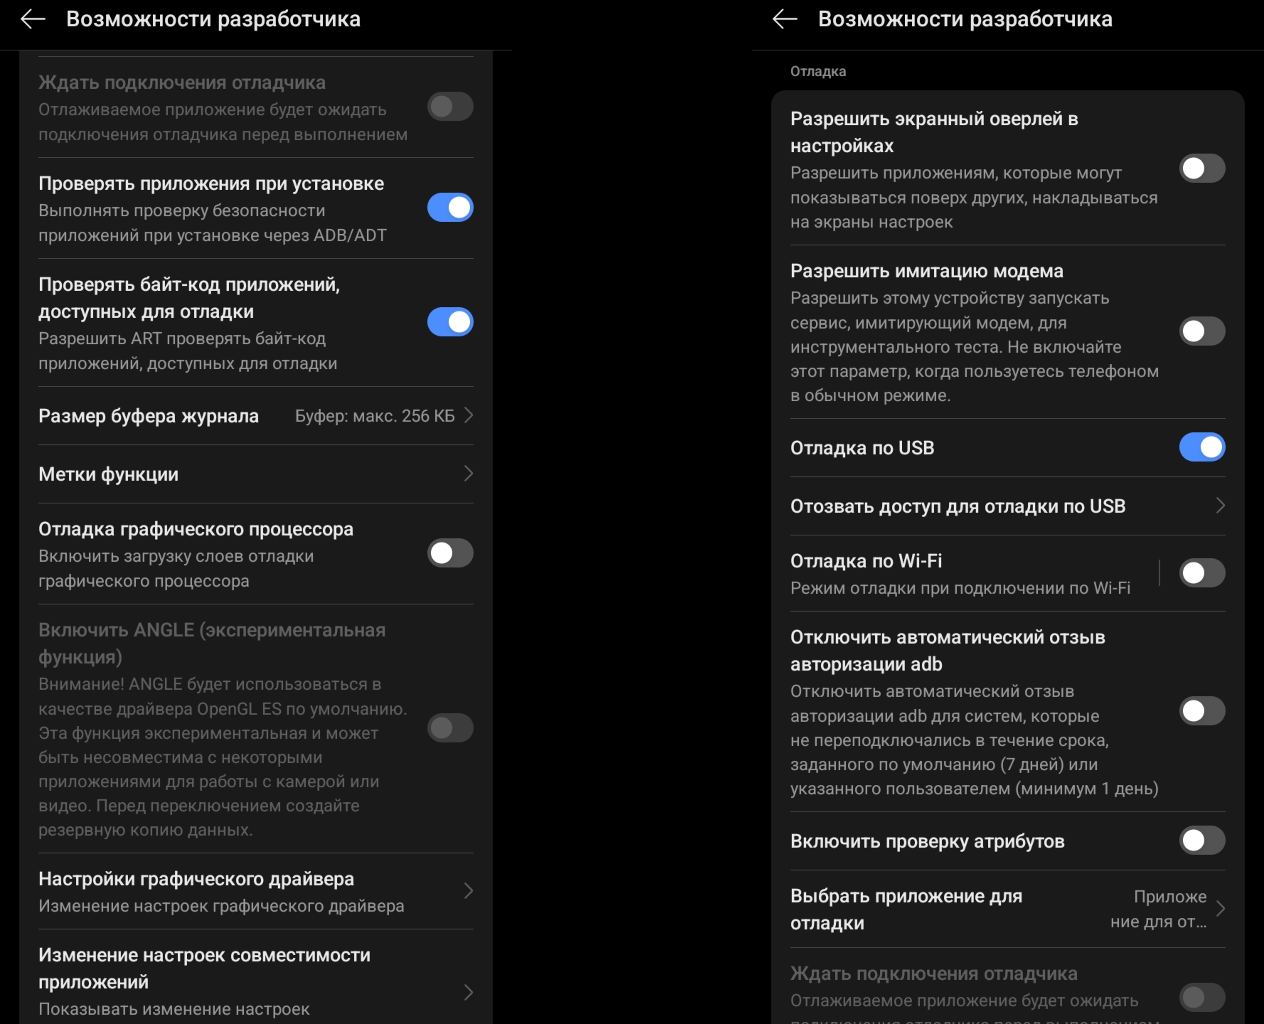 Возможности разработчика
Ждать подключения отладчика
Отлаживаемое приложение будет ожидать
подключения отладчика перед выполнением
Проверять приложения при установке
Выполнять проверку безопасности
приложений при установке через ADB/ADT
Проверять байт-код приложений,
доступных для отладки
Разрешить ART проверять байт-код
приложений, доступных для отладки
Размер буфера журнала
Буфер: макс. 256 КБ
Метки функции
Отладка графического процессора
Включить загрузку слоев отладки
графического процессора
Включить ANGLE (экспериментальная
функция)
Внимание! ANGLE будет использоваться в
качестве драйвера OpenGL ES по умолчанию.
Эта функция экспериментальная и может
быть несовместима с некоторыми
приложениями для работы с камерой или
видео. Перед переключением создайте
резервную копию данных.
Настройки графического драйвера
Изменение настроек графического драйвера
Изменение настроек совместимости
приложений
Показывать изменение настроек
Возможности разработчика
Отладка
Разрешить экранный оверлей в
настройках
Разрешить приложениям, которые могут
показываться поверх других, накладываться
на экраны настроек
Разрешить имитацию модема
Разрешить этому устройству запускать
сервис, имитирующий модем, для
инструментального теста. Не включайте
этот параметр, когда пользуетесь телефоном
в обычном режиме.
Отладка по USB
Отозвать доступ для отладки по USB
Отладка по Wi-Fi
Режим отладки при подключении по Wi-Fi
Отключить автоматический отзыв
авторизации adb
Отключить автоматический отзыв
авторизации adb для систем, которые
не переподключались в течение срока,
заданного по умолчанию (7 дней) или
указанного пользователем (минимум 1 день)
Включить проверку атрибутов
Выбрать приложение для
отладки
Приложе
ние для от...
Ждать подключения отладчика
Отлаживаемое приложение будет ожидать
подключения отладчика перед выполнением